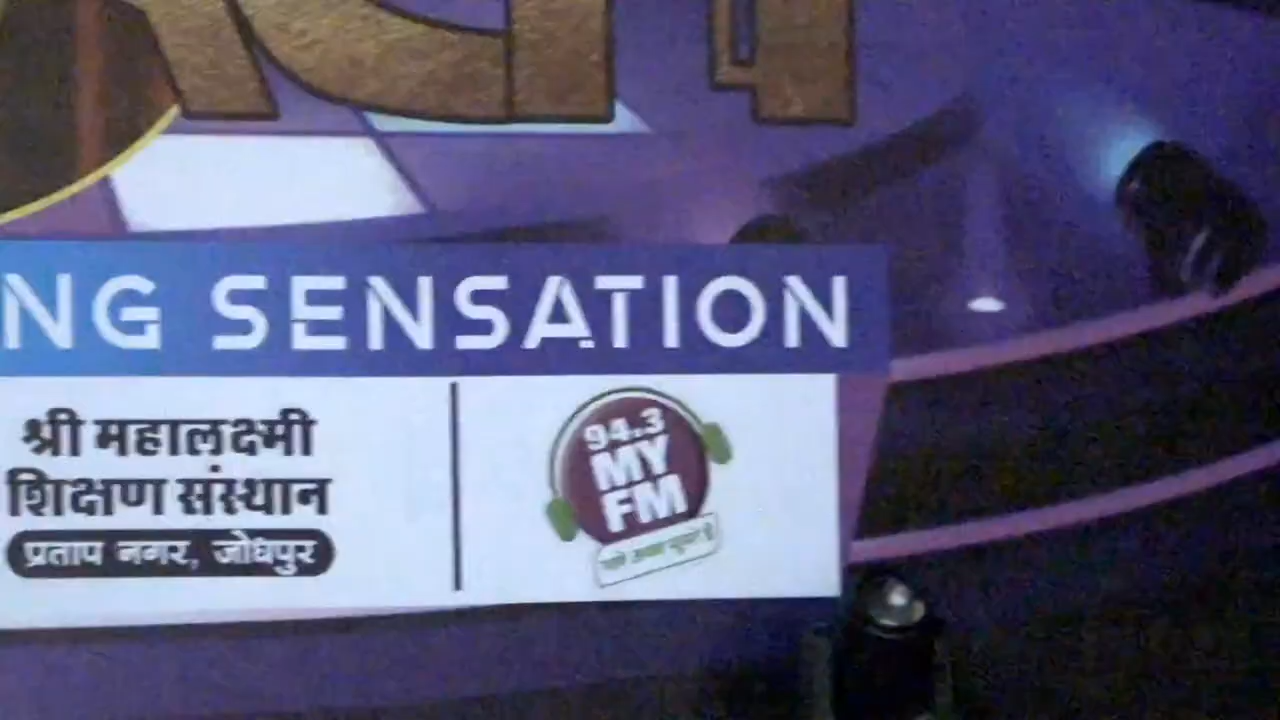 NG SENSATION
श्री महालक्ष्मी
शिक्षण संस्थान
प्रताप नगर, जोधपुर
94.3
MY
FM